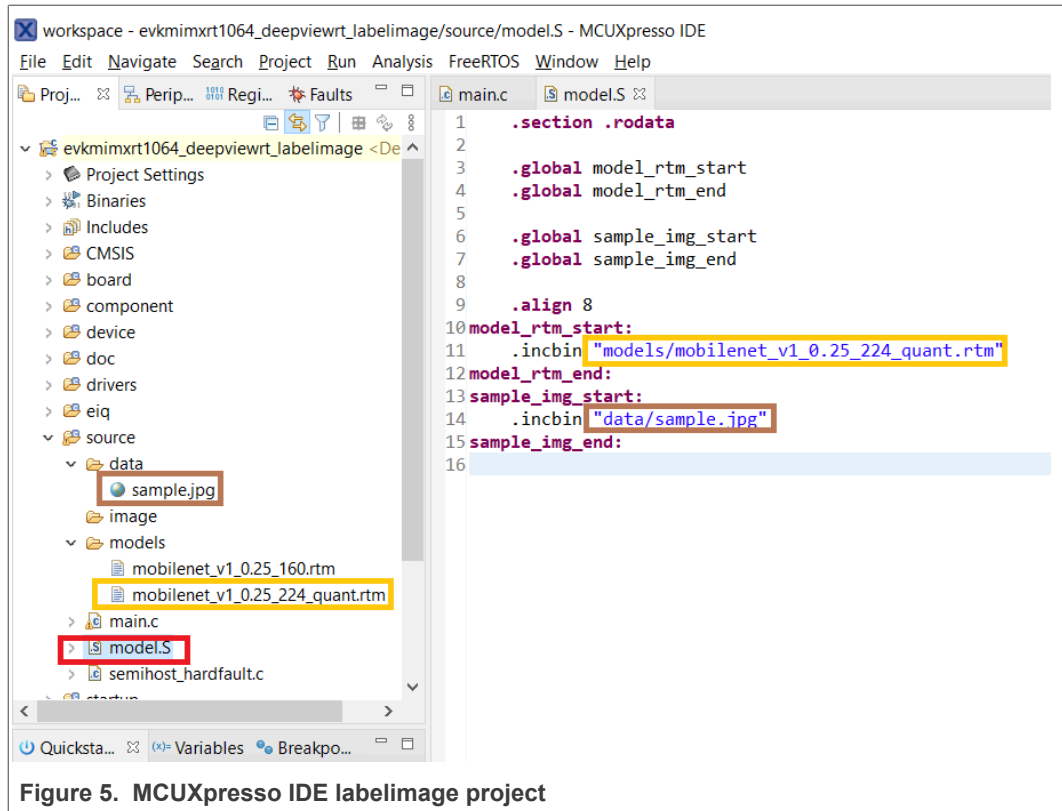 workspace - evkmimxrt1064_deepviewrt_labelimage/source/model.S - MCUXpresso IDE
File Edit Navigate Search Project Run Analysis FreeRTOS Window Help
Proj... Perip... Regi... Faults
evkmimxrt1064_deepviewrt_labelimage <De
Project Settings
Binaries
Includes
CMSIS
board
component
device
doc
drivers
eiq
source
data
sample.jpg
image
models
mobilenet_v1_0.25_160.rtm
mobilenet_v1_0.25_224_quant.rtm
main.c
model.S
semihost_hardfault.c
startup
Quicksta... (x)= Variables Breakpo...
main.c model.S
1 .section .rodata
2
3 .global model_rtm_start
4 .global model_rtm_end
5
6 .global sample_img_start
7 .global sample_img_end
8
9 .align 8
10 model_rtm_start:
11 .incbin "models/mobilenet_v1_0.25_224_quant.rtm"
12 model_rtm_end:
13 sample_img_start:
14 .incbin "data/sample.jpg"
15 sample_img_end:
16
Figure 5. MCUXpresso IDE labelimage project